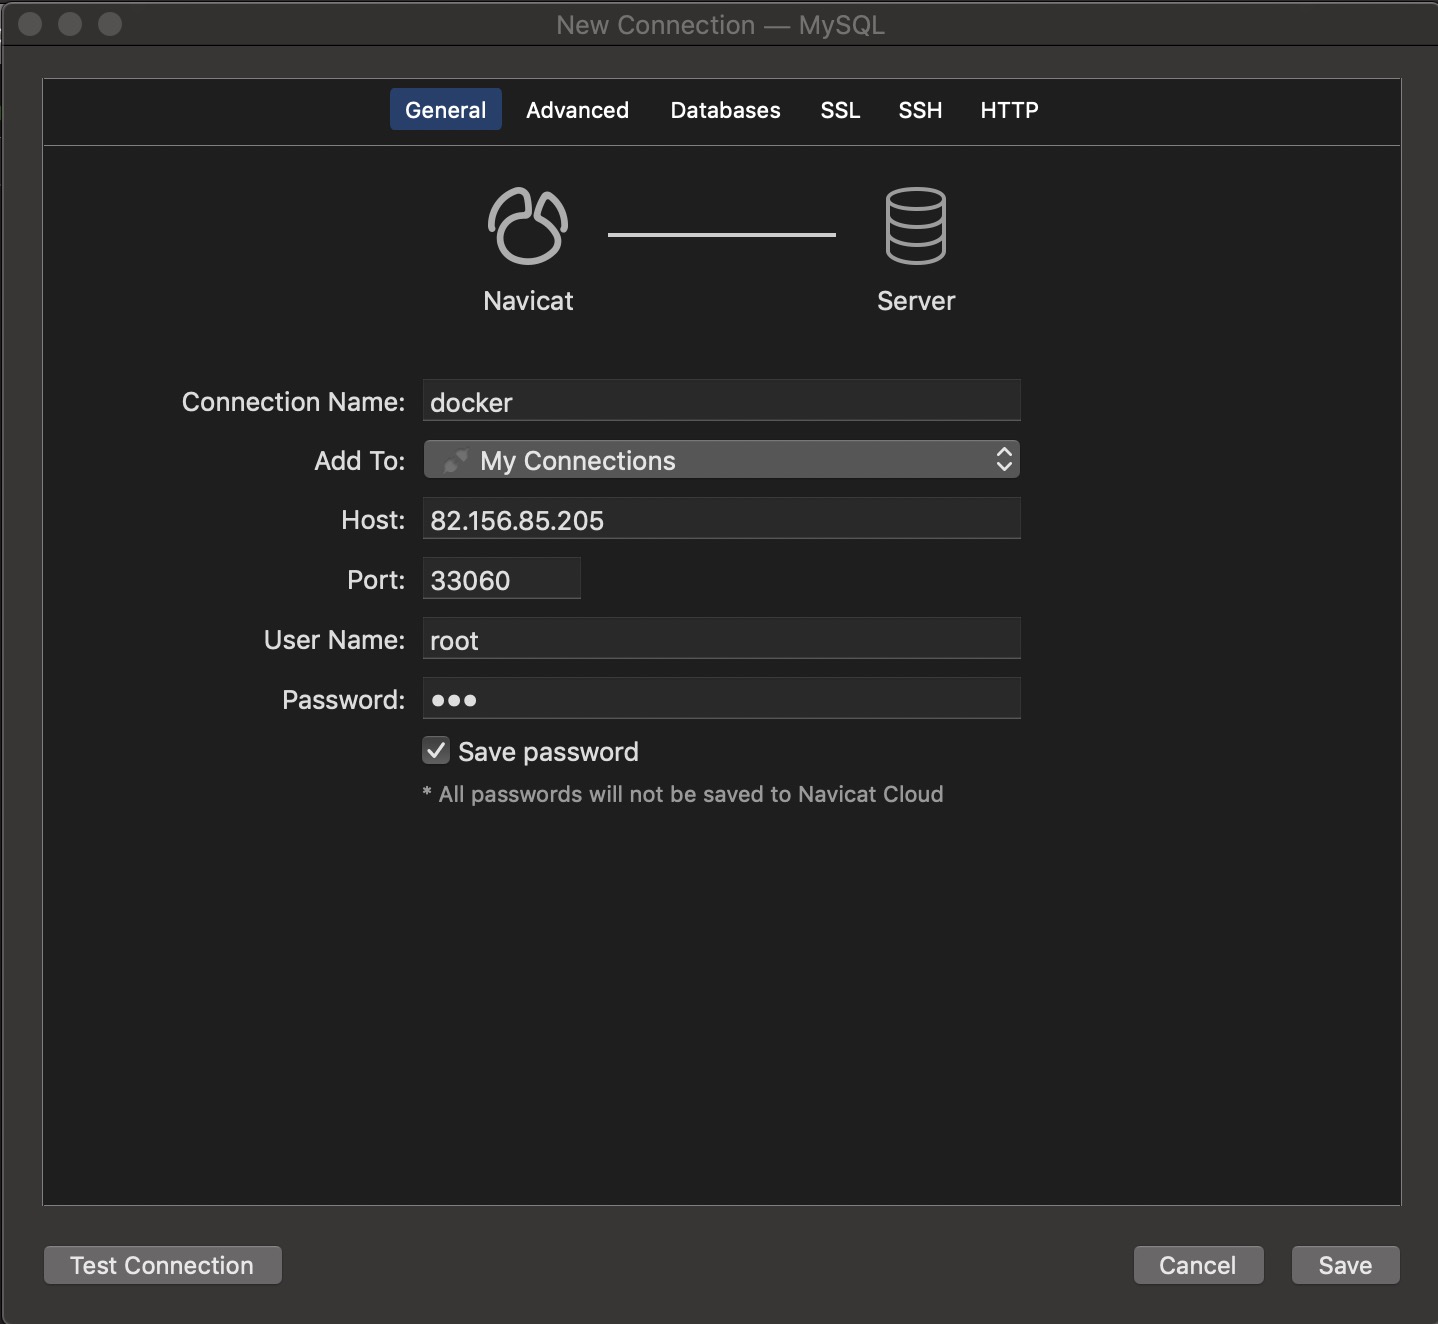 New Connection — MySQL
General Advanced Databases SSL SSH HTTP
Navicat Server
Connection Name: docker
Add To: My Connections
Host: 82.156.85.205
Port: 33060
User Name: root
Password: •••
Save password
* All passwords will not be saved to Navicat Cloud
Test Connection Cancel Save